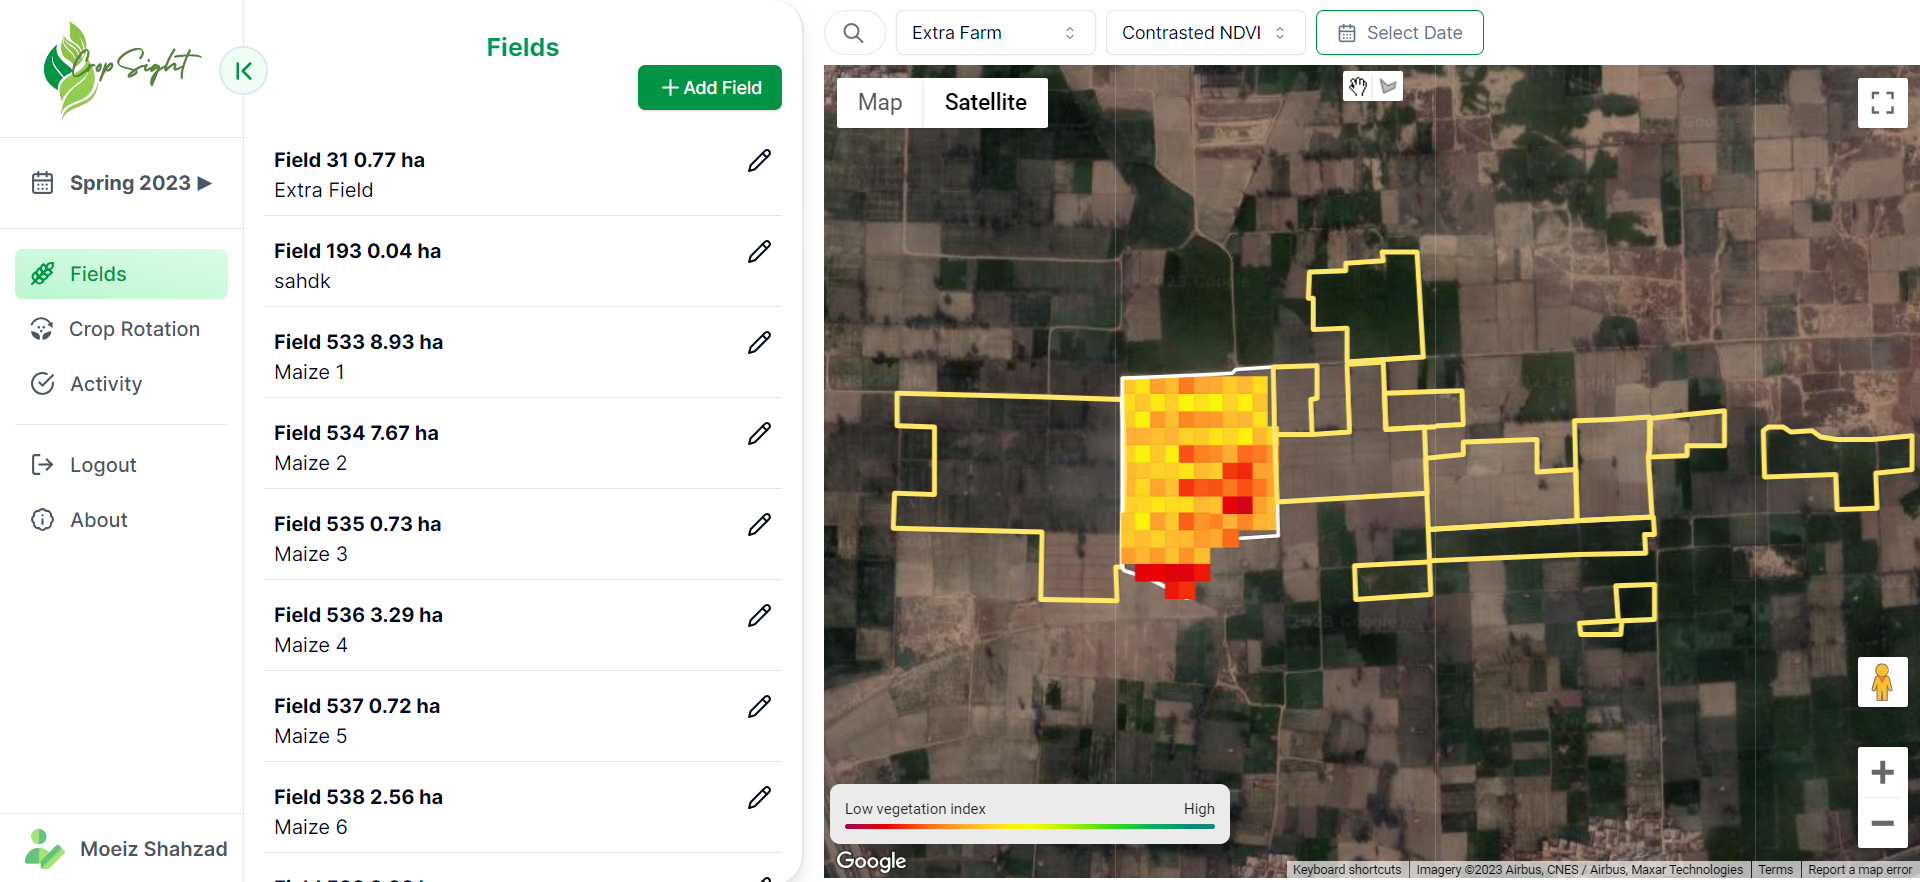 Crop Sight
Spring 2023 ▶
Fields
Crop Rotation
Activity
Logout
About
Moeiz Shahzad
Fields
+ Add Field
Field 31 0.77 ha
Extra Field
Field 193 0.04 ha
sahdk
Field 533 8.93 ha
Maize 1
Field 534 7.67 ha
Maize 2
Field 535 0.73 ha
Maize 3
Field 536 3.29 ha
Maize 4
Field 537 0.72 ha
Maize 5
Field 538 2.56 ha
Maize 6
Extra Farm
Contrasted NDVI
Select Date
Map
Satellite
Low vegetation index
High
Google
Keyboard shortcuts
Imagery ©2023 Airbus, CNES / Airbus, Maxar Technologies
Terms
Report a map error